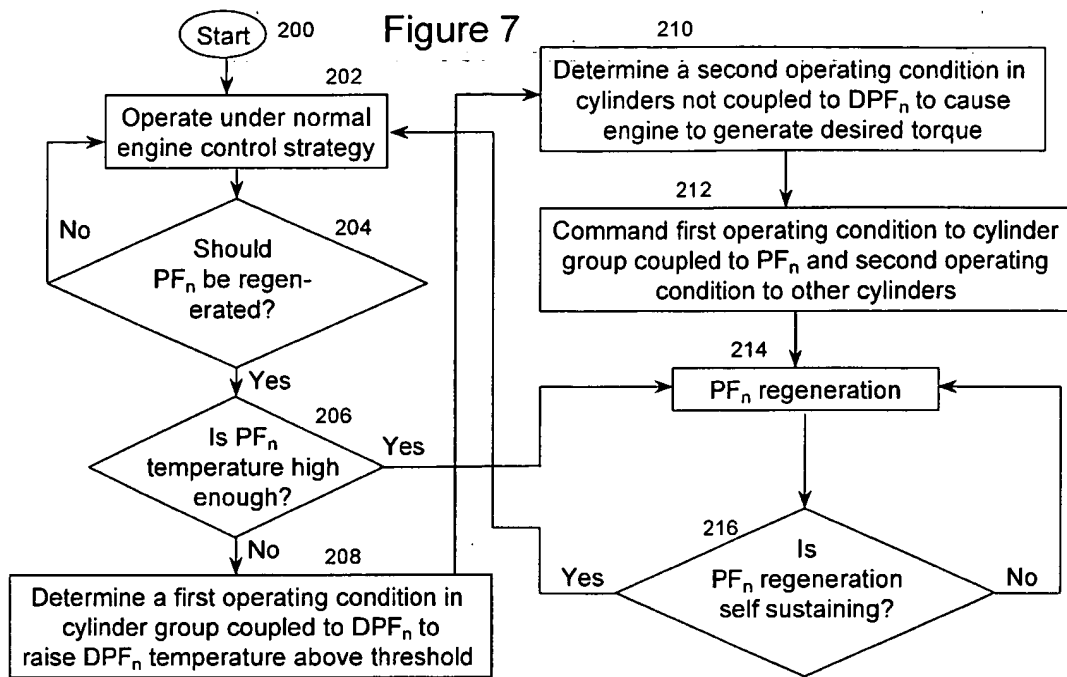 Figure 7
Start
200
202
Operate under normal
engine control strategy
No
204
Should
PFn be regen-
erated?
Yes
206
Is PFn
temperature high
enough?
Yes
No
208
Determine a first operating condition in
cylinder group coupled to DPFn to
raise DPFn temperature above threshold
210
Determine a second operating condition in
cylinders not coupled to DPFn to cause
engine to generate desired torque
212
Command first operating condition to cylinder
group coupled to PFn and second operating
condition to other cylinders
214
PFn regeneration
216
Is
PFn regeneration
self sustaining?
Yes
No